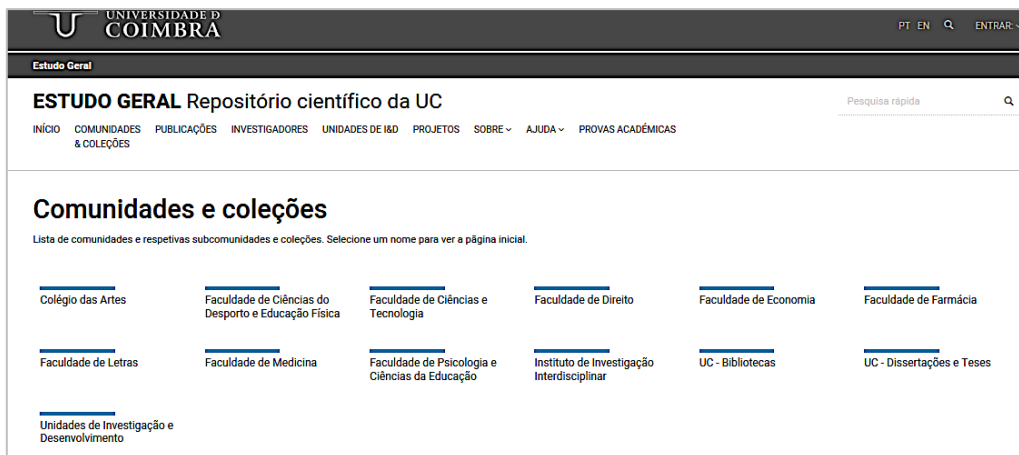 UNIVERSIDADE D
COIMBRA
PT EN ENTRAR:
Estudo Geral
ESTUDO GERAL Repositório científico da UC
Pesquisa rápida
INÍCIO COMUNIDADES & COLEÇÕES PUBLICAÇÕES INVESTIGADORES UNIDADES DE I&D PROJETOS SOBRE AJUDA PROVAS ACADÉMICAS
Comunidades e coleções
Lista de comunidades e respetivas subcomunidades e coleções. Selecione um nome para ver a página inicial.
Colégio das Artes
Faculdade de Ciências do
Desporto e Educação Física
Faculdade de Ciências e
Tecnologia
Faculdade de Direito
Faculdade de Economia
Faculdade de Farmácia
Faculdade de Letras
Faculdade de Medicina
Faculdade de Psicologia e
Ciências da Educação
Instituto de Investigação
Interdisciplinar
UC - Bibliotecas
UC - Dissertações e Teses
Unidades de Investigação e
Desenvolvimento